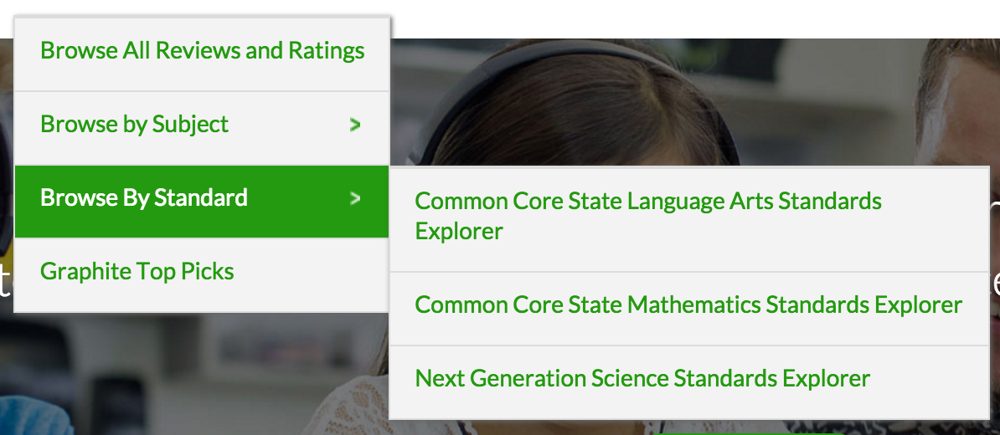 Browse All Reviews and Ratings
Browse by Subject >
Browse By Standard >
Graphite Top Picks
Common Core State Language Arts Standards
Explorer
Common Core State Mathematics Standards Explorer
Next Generation Science Standards Explorer